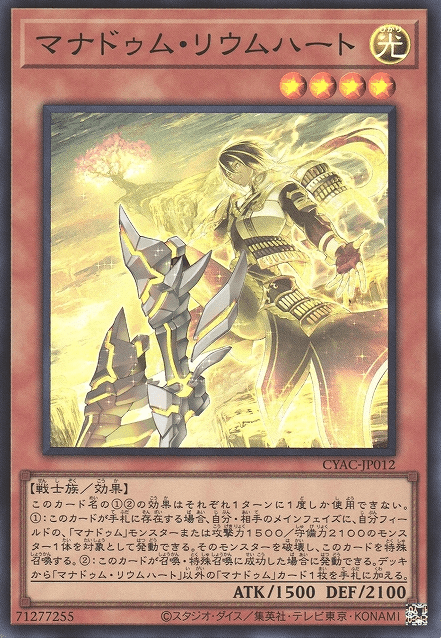 マナドゥム・リウムハート
光
CYAC-JP012
【戦士族／効果】
このカード名の①②の効果はそれぞれ1ターンに1度しか使用できない。
①：このカードが手札に存在する場合、自分・相手のメインフェイズに、自分フィー
ルドの、「マナドゥム」モンスターまたは攻撃力1500／守備力2100のモンス
ター1体を対象として発動できる。そのモンスターを破壊し、このカードを特殊
召喚する。②：このカードが召喚・特殊召喚に成功した場合に発動できる。デッキ
から「マナドゥム・リウムハート」以外の「マナドゥム」カード1枚を手札に加える。
ATK/1500 DEF/2100
71277255 ©スタジオ・ダイス／集英社・テレビ東京・KONAMI